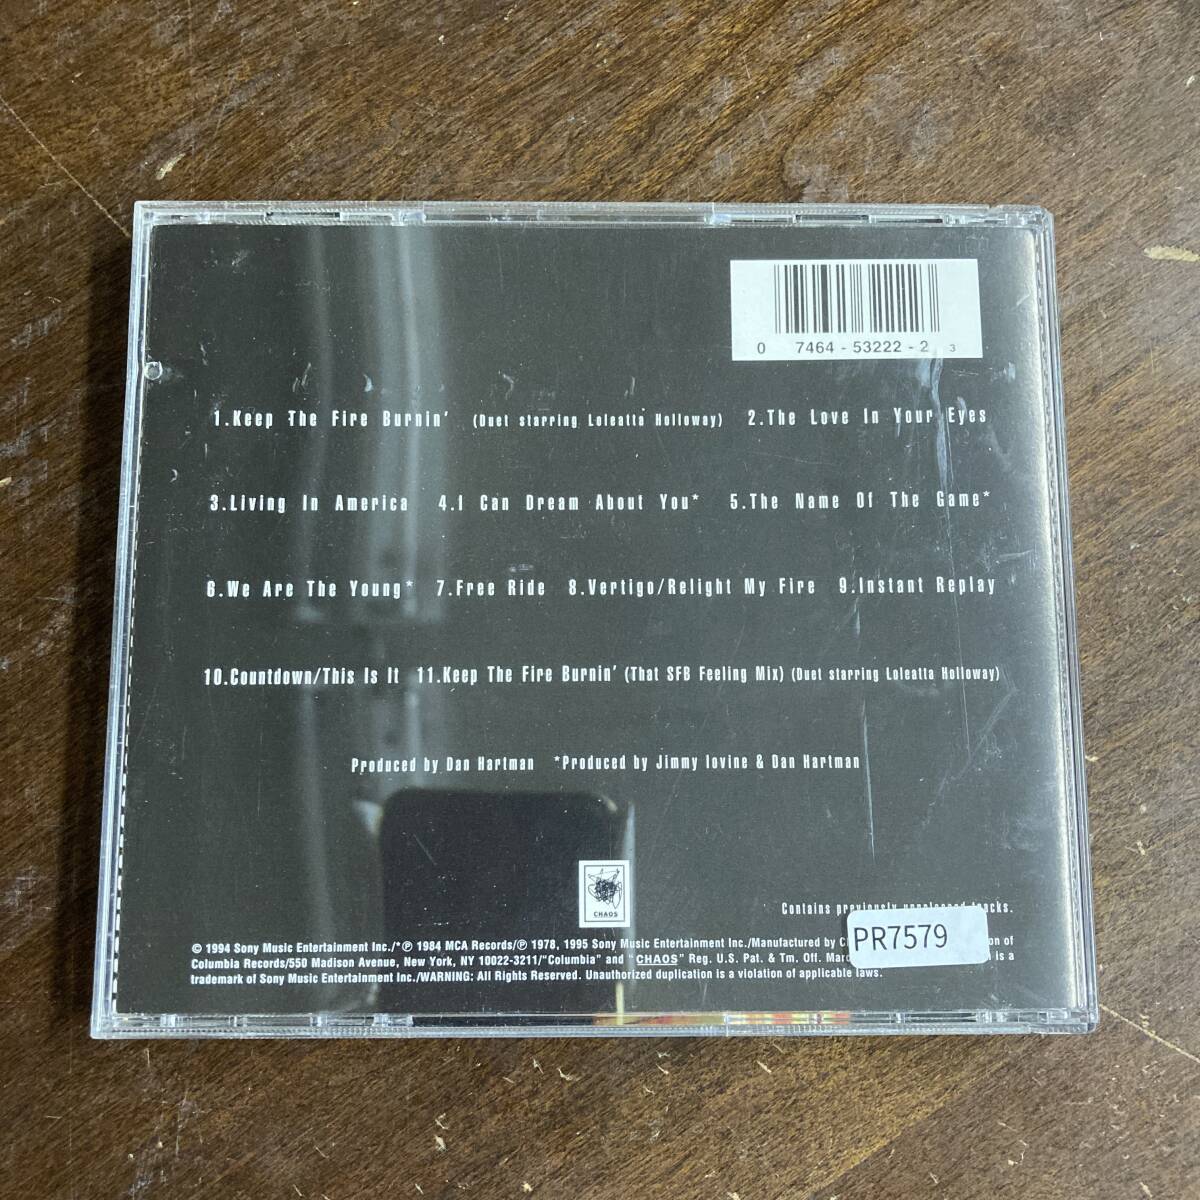 0 7464 - 53222 - 2 3
1.Keep The Fire Burnin' (Duet starring Loleatta Holloway) 2.The Love In Your Eyes
3.Living In America 4.I Can Dream About You* 5.The Name Of The Game*
6.We Are The Young* 7.Free Ride 8.Vertigo/Relight My Fire 9.Instant Replay
10.Countdown/This Is It 11.Keep The Fire Burnin' (That SFB Feeling Mix) (Duet starring Loleatta Holloway)
Produced by Dan Hartman *Produced by Jimmy Iovine & Dan Hartman
CHAOS
Contains previously unreleased tracks.
PR7579
© 1994 Sony Music Entertainment Inc./*℗ 1984 MCA Records/℗ 1978, 1995 Sony Music Entertainment Inc./Manufactured by of
Columbia Records/550 Madison Avenue, New York, NY 10022-3211/"Columbia" and "CHAOS" Reg. U.S. Pat. & Tm. Off. is a
trademark of Sony Music Entertainment Inc./WARNING: All Rights Reserved. Unauthorized duplication is a violation of applicable laws.